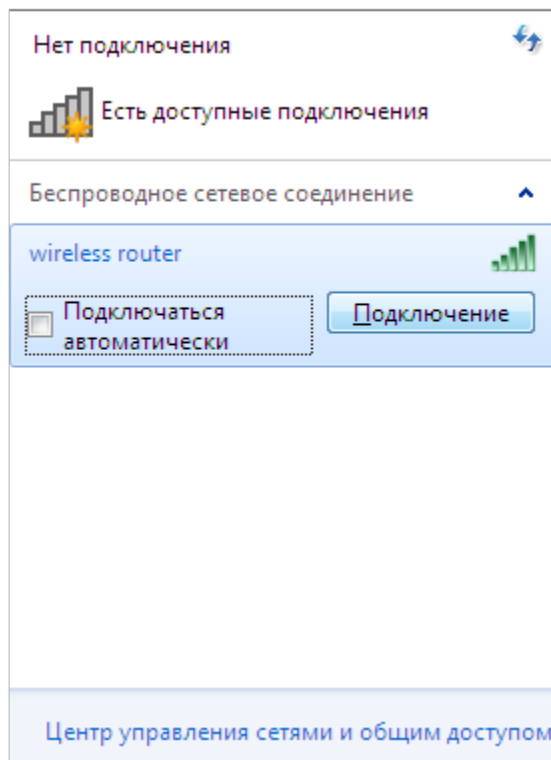 Нет подключения
Есть доступные подключения
Беспроводное сетевое соединение
wireless router
Подключаться
автоматически
Подключение
Центр управления сетями и общим доступом